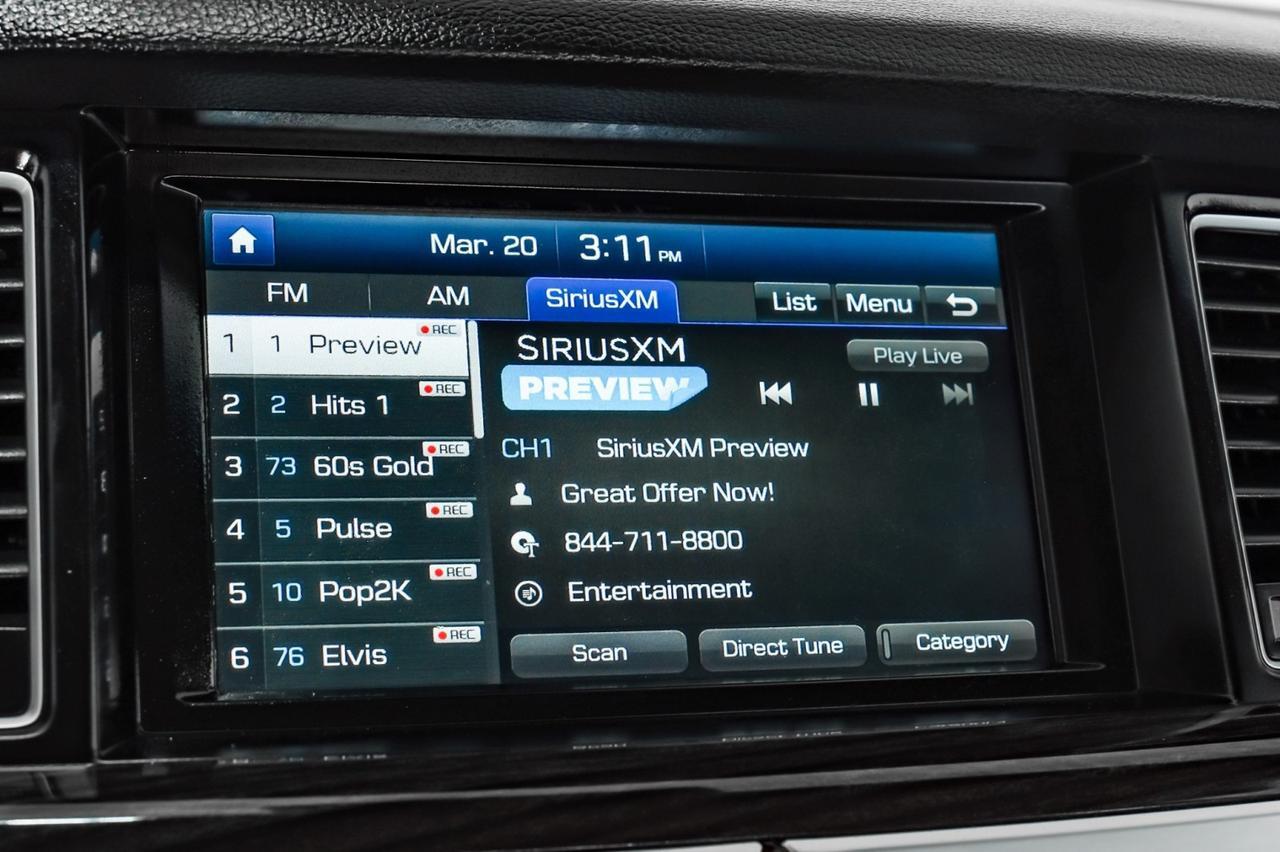 Mar. 20 3:11 PM
FM AM SiriusXM List Menu
1 1 Preview REC
2 2 Hits 1 REC
3 73 60s Gold REC
4 5 Pulse REC
5 10 Pop2K REC
6 76 Elvis REC
SIRIUSXM
PREVIEW
Play Live
CH1 SiriusXM Preview
Great Offer Now!
844-711-8800
Entertainment
Scan Direct Tune Category